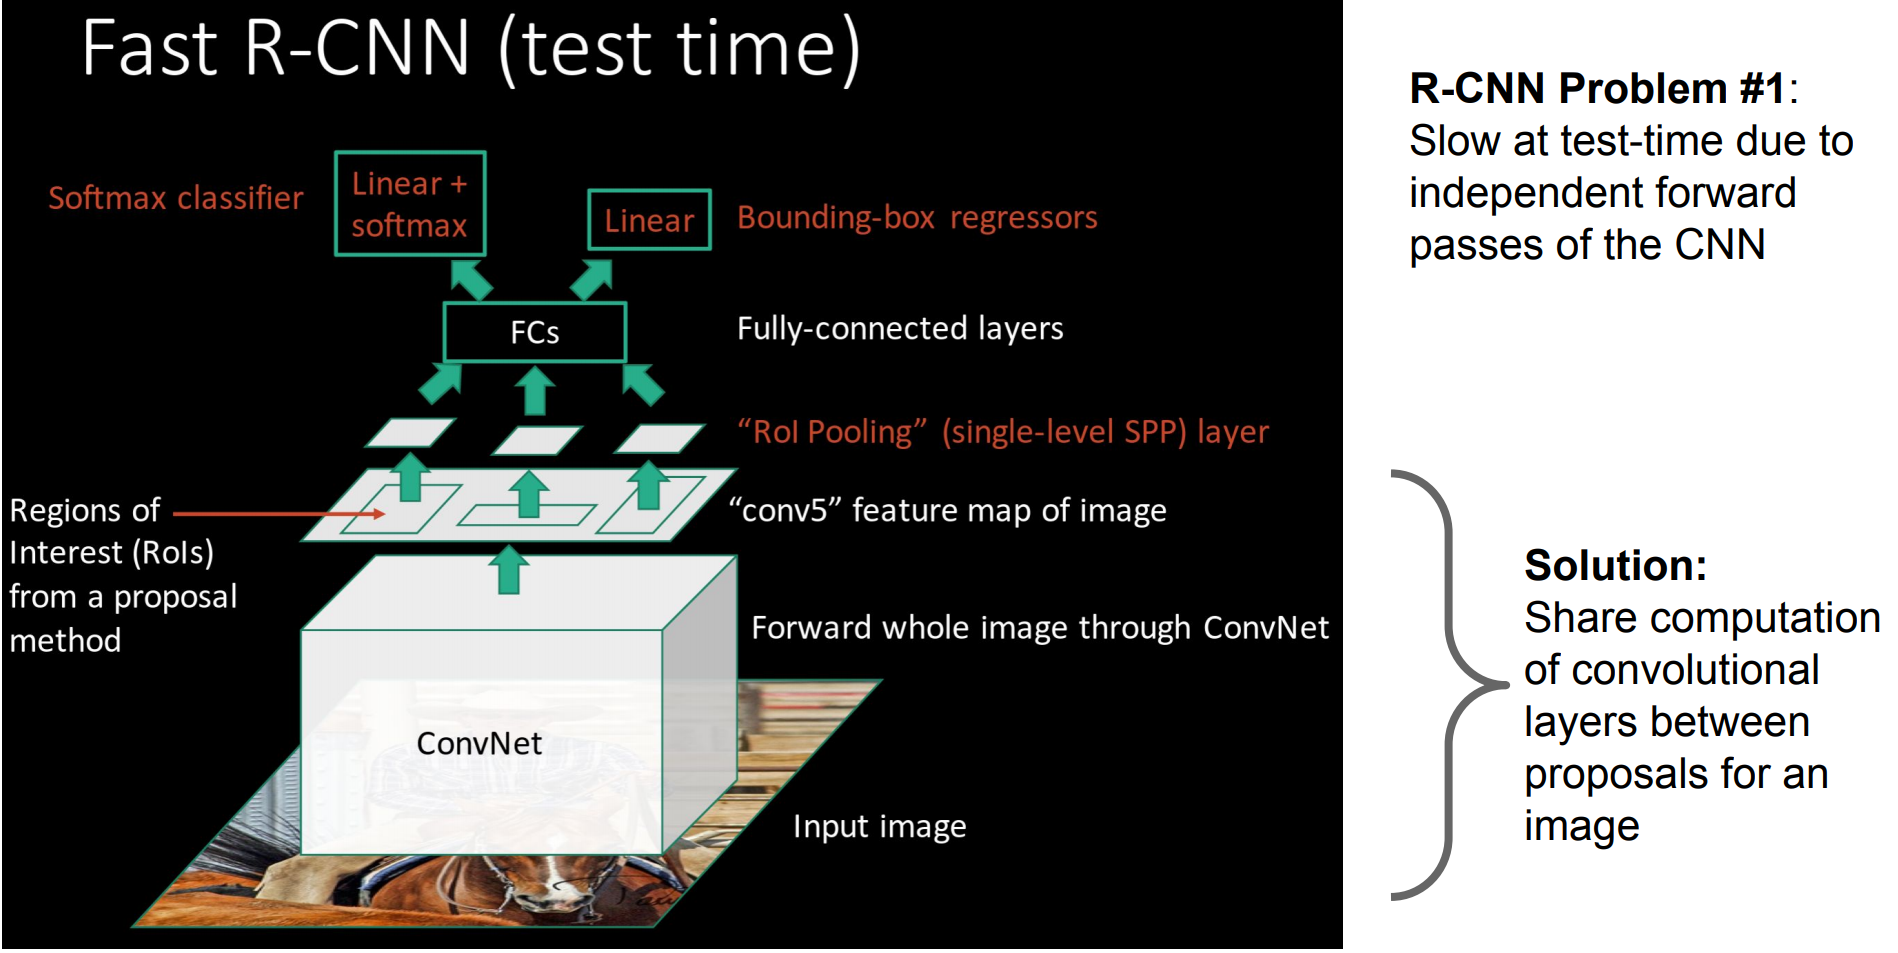 Fast R-CNN (test time)
Softmax classifier
Linear +
softmax
Linear
Bounding-box regressors
FCs
Fully-connected layers
“RoI Pooling” (single-level SPP) layer
Regions of
Interest (RoIs)
from a proposal
method
“conv5” feature map of image
Forward whole image through ConvNet
ConvNet
Input image
R-CNN Problem #1:
Slow at test-time due to
independent forward
passes of the CNN
Solution:
Share computation
of convolutional
layers between
proposals for an
image